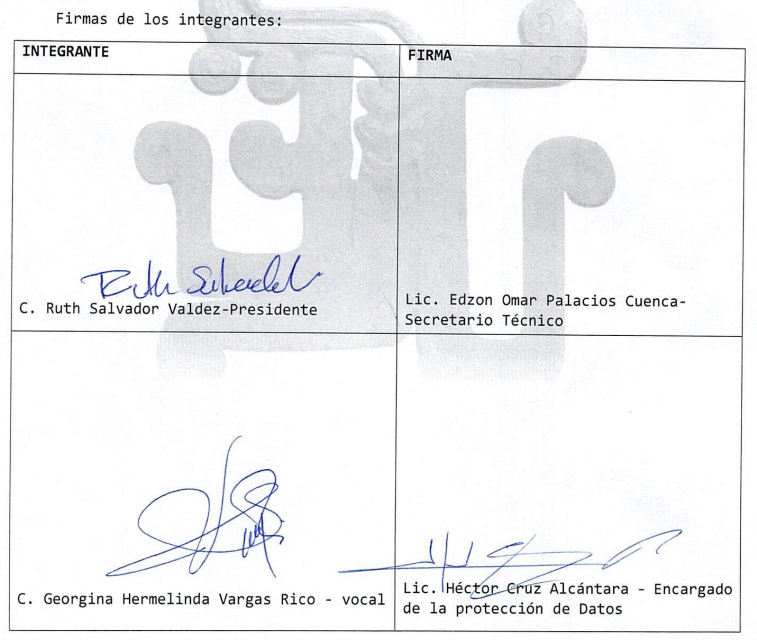 Firmas de los integrantes:
INTEGRANTE
FIRMA
C. Ruth Salvador Valdez-Presidente
Lic. Edzon Omar Palacios Cuenca-
Secretario Técnico
C. Georgina Hermelinda Vargas Rico - vocal
Lic. Héctor Cruz Alcántara - Encargado
de la protección de Datos